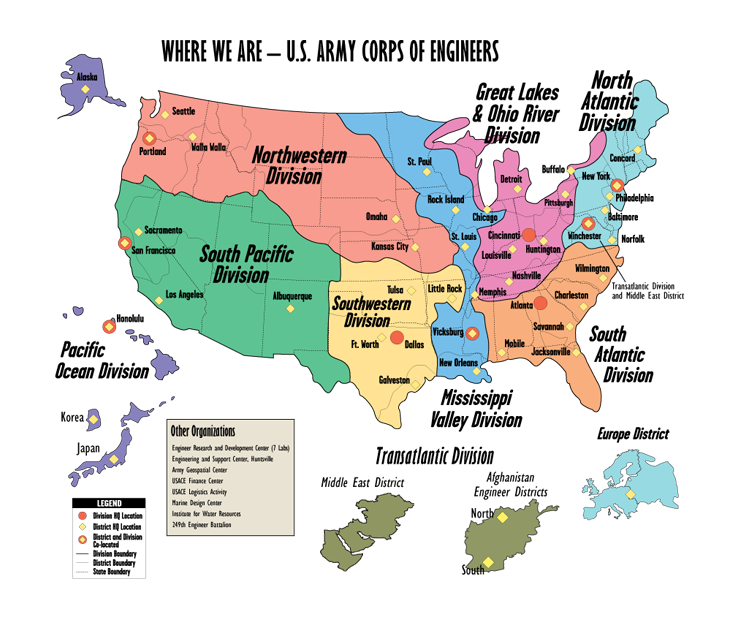 WHERE WE ARE – U.S. ARMY CORPS OF ENGINEERS
Alaska
Great Lakes
& Ohio River
Division
North
Atlantic
Division
Seattle
Portland
Walla Walla
Northwestern
Division
St. Paul
Detroit
Buffalo
Concord
New York
Pittsburgh
Philadelphia
Baltimore
Rock Island
Chicago
Omaha
Kansas City
St. Louis
Cincinnati
Louisville
Huntington
Winchester
Norfolk
Sacramento
San Francisco
South Pacific
Division
Los Angeles
Albuquerque
Nashville
Wilmington
Transatlantic Division
and Middle East District
Tulsa
Little Rock
Memphis
Southwestern
Division
Atlanta
Charleston
Honolulu
Ft. Worth
Dallas
Vicksburg
Savannah
Mobile
Jacksonville
South
Atlantic
Division
Pacific
Ocean Division
New Orleans
Galveston
Mississippi
Valley Division
Korea
Japan
Other Organizations
Engineer Research and Development Center (7 Labs)
Engineering and Support Center, Huntsville
Army Geospatial Center
USACE Finance Center
USACE Logistics Activity
Marine Design Center
Institute for Water Resources
249th Engineer Battalion
Transatlantic Division
Middle East District
Afghanistan
Engineer Districts
North
South
Europe District
LEGEND
Division HQ Location
District HQ Location
District and Division
Co-located
Division Boundary
District Boundary
State Boundary